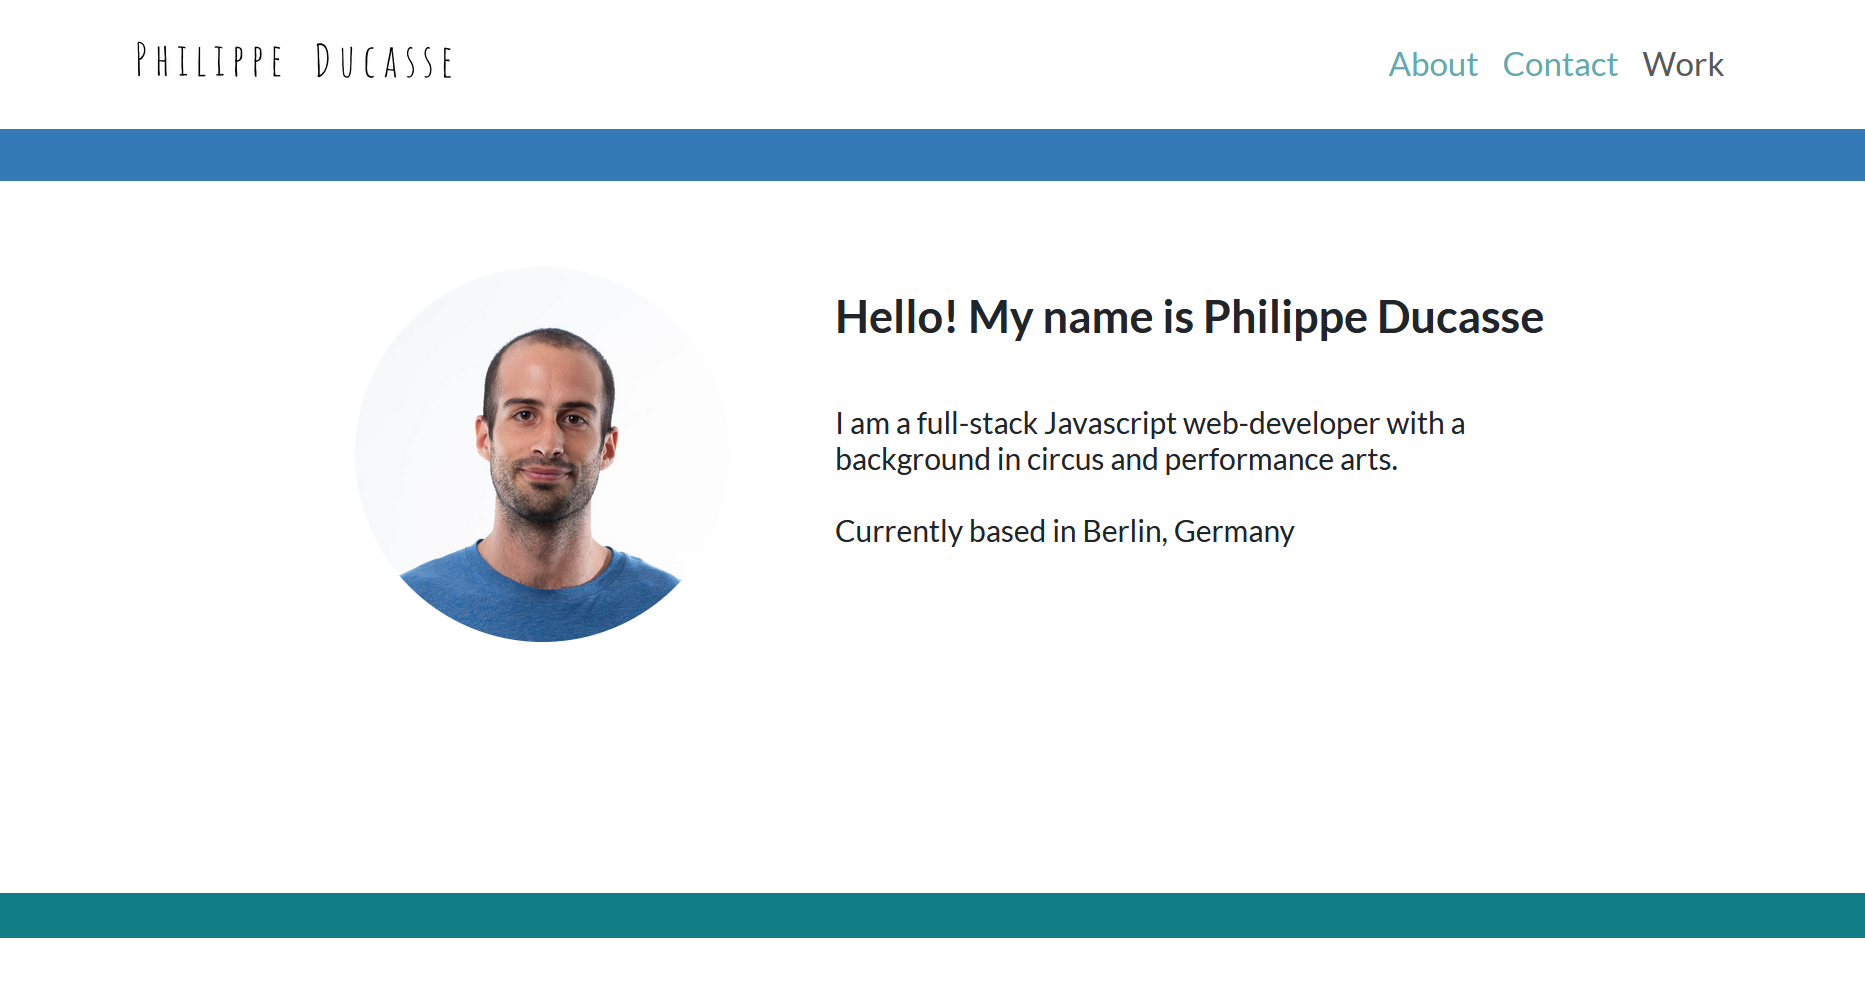 Philippe Ducasse
About Contact Work
Hello! My name is Philippe Ducasse
I am a full-stack Javascript web-developer with a
background in circus and performance arts.
Currently based in Berlin, Germany